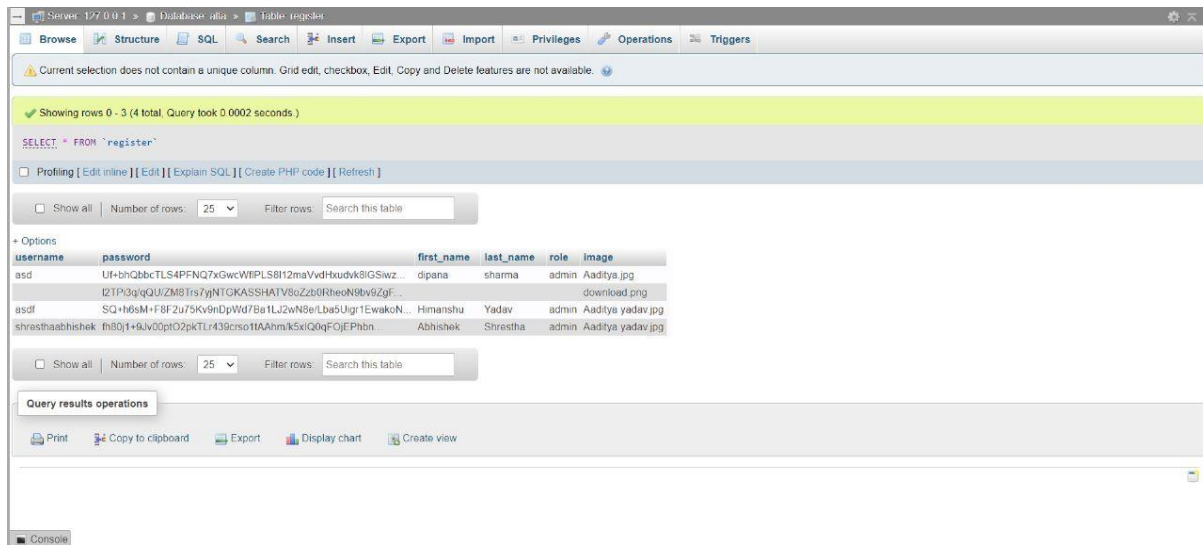 Server: 127.0.0.1 » Database: alia » Table: register
Browse Structure SQL Search Insert Export Import Privileges Operations Triggers
Current selection does not contain a unique column. Grid edit, checkbox, Edit, Copy and Delete features are not available.
Showing rows 0 - 3 (4 total, Query took 0.0002 seconds.)
SELECT * FROM `register`
Profiling [ Edit inline ] [ Edit ] [ Explain SQL ] [ Create PHP code ] [ Refresh ]
Show all | Number of rows: 25 Filter rows: Search this table
+ Options
username password first_name last_name role image
asd dipana sharma admin Aaditya.jpg
download.png
asdf Himanshu Yadav admin Aaditya yadav.jpg
shresthaabhishek Abhishek Shrestha admin Aaditya yadav.jpg
Show all | Number of rows: 25 Filter rows: Search this table
Query results operations
Print Copy to clipboard Export Display chart Create view
Console